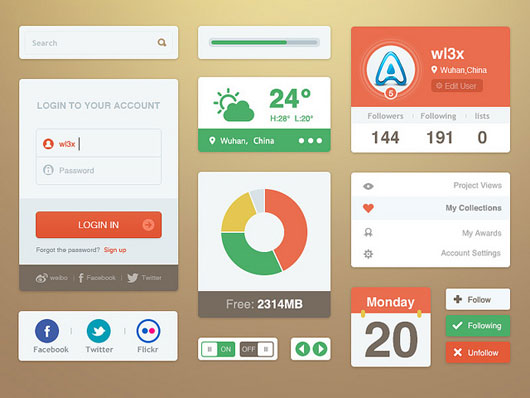 Search
LOGIN TO YOUR ACCOUNT
wl3x
Password
LOGIN IN
Forgot the password? Sign up
weibo | Facebook | Twitter
Facebook
Twitter
Flickr
24°
H:28° L:20°
Wuhan, China
Free: 2314MB
ON
OFF
A
5
wl3x
Wuhan,China
Edit User
Followers | Following | lists
144 191 0
Project Views
My Collections
My Awards
Account Settings
Monday
20
Follow
Following
Unfollow